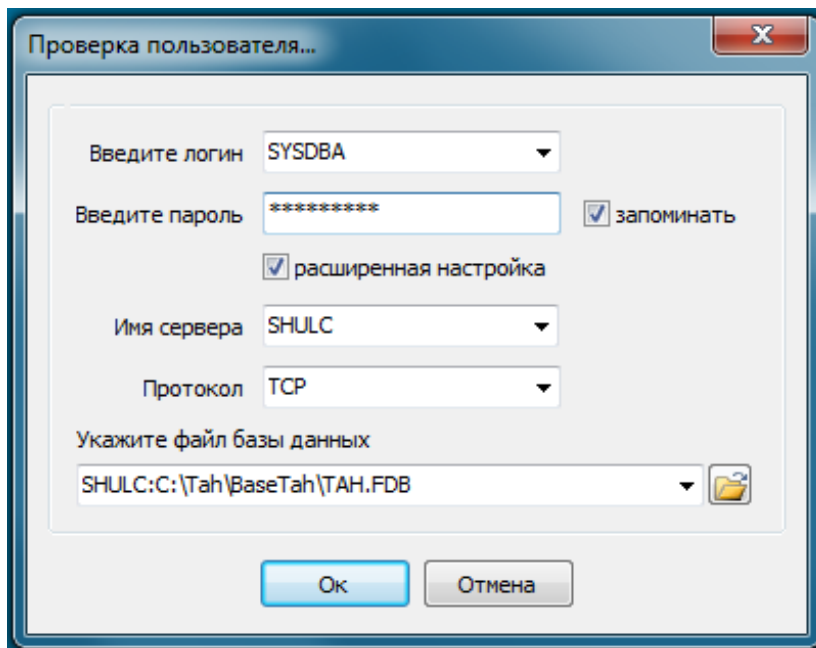 Проверка пользователя...
Введите логин SYSDBA
Введите пароль ********* запоминать
расширенная настройка
Имя сервера SHULC
Протокол TCP
Укажите файл базы данных
SHULC:C:\Tah\BaseTah\TAH.FDB
Ок Отмена